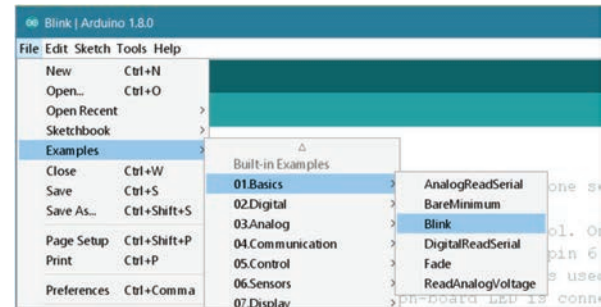 Blink | Arduino 1.8.0
File Edit Sketch Tools Help
New Ctrl+N
Open... Ctrl+O
Open Recent
Sketchbook
Examples
Close Ctrl+W
Save Ctrl+S
Save As... Ctrl+Shift+S
Page Setup Ctrl+Shift+P
Print Ctrl+P
Preferences Ctrl+Comma
Built-in Examples
01.Basics
02.Digital
03.Analog
04.Communication
05.Control
06.Sensors
07.Display
AnalogReadSerial
BareMinimum
Blink
DigitalReadSerial
Fade
ReadAnalogVoltage
one se
ol. On
pin 6
s used
on-board LED is conne